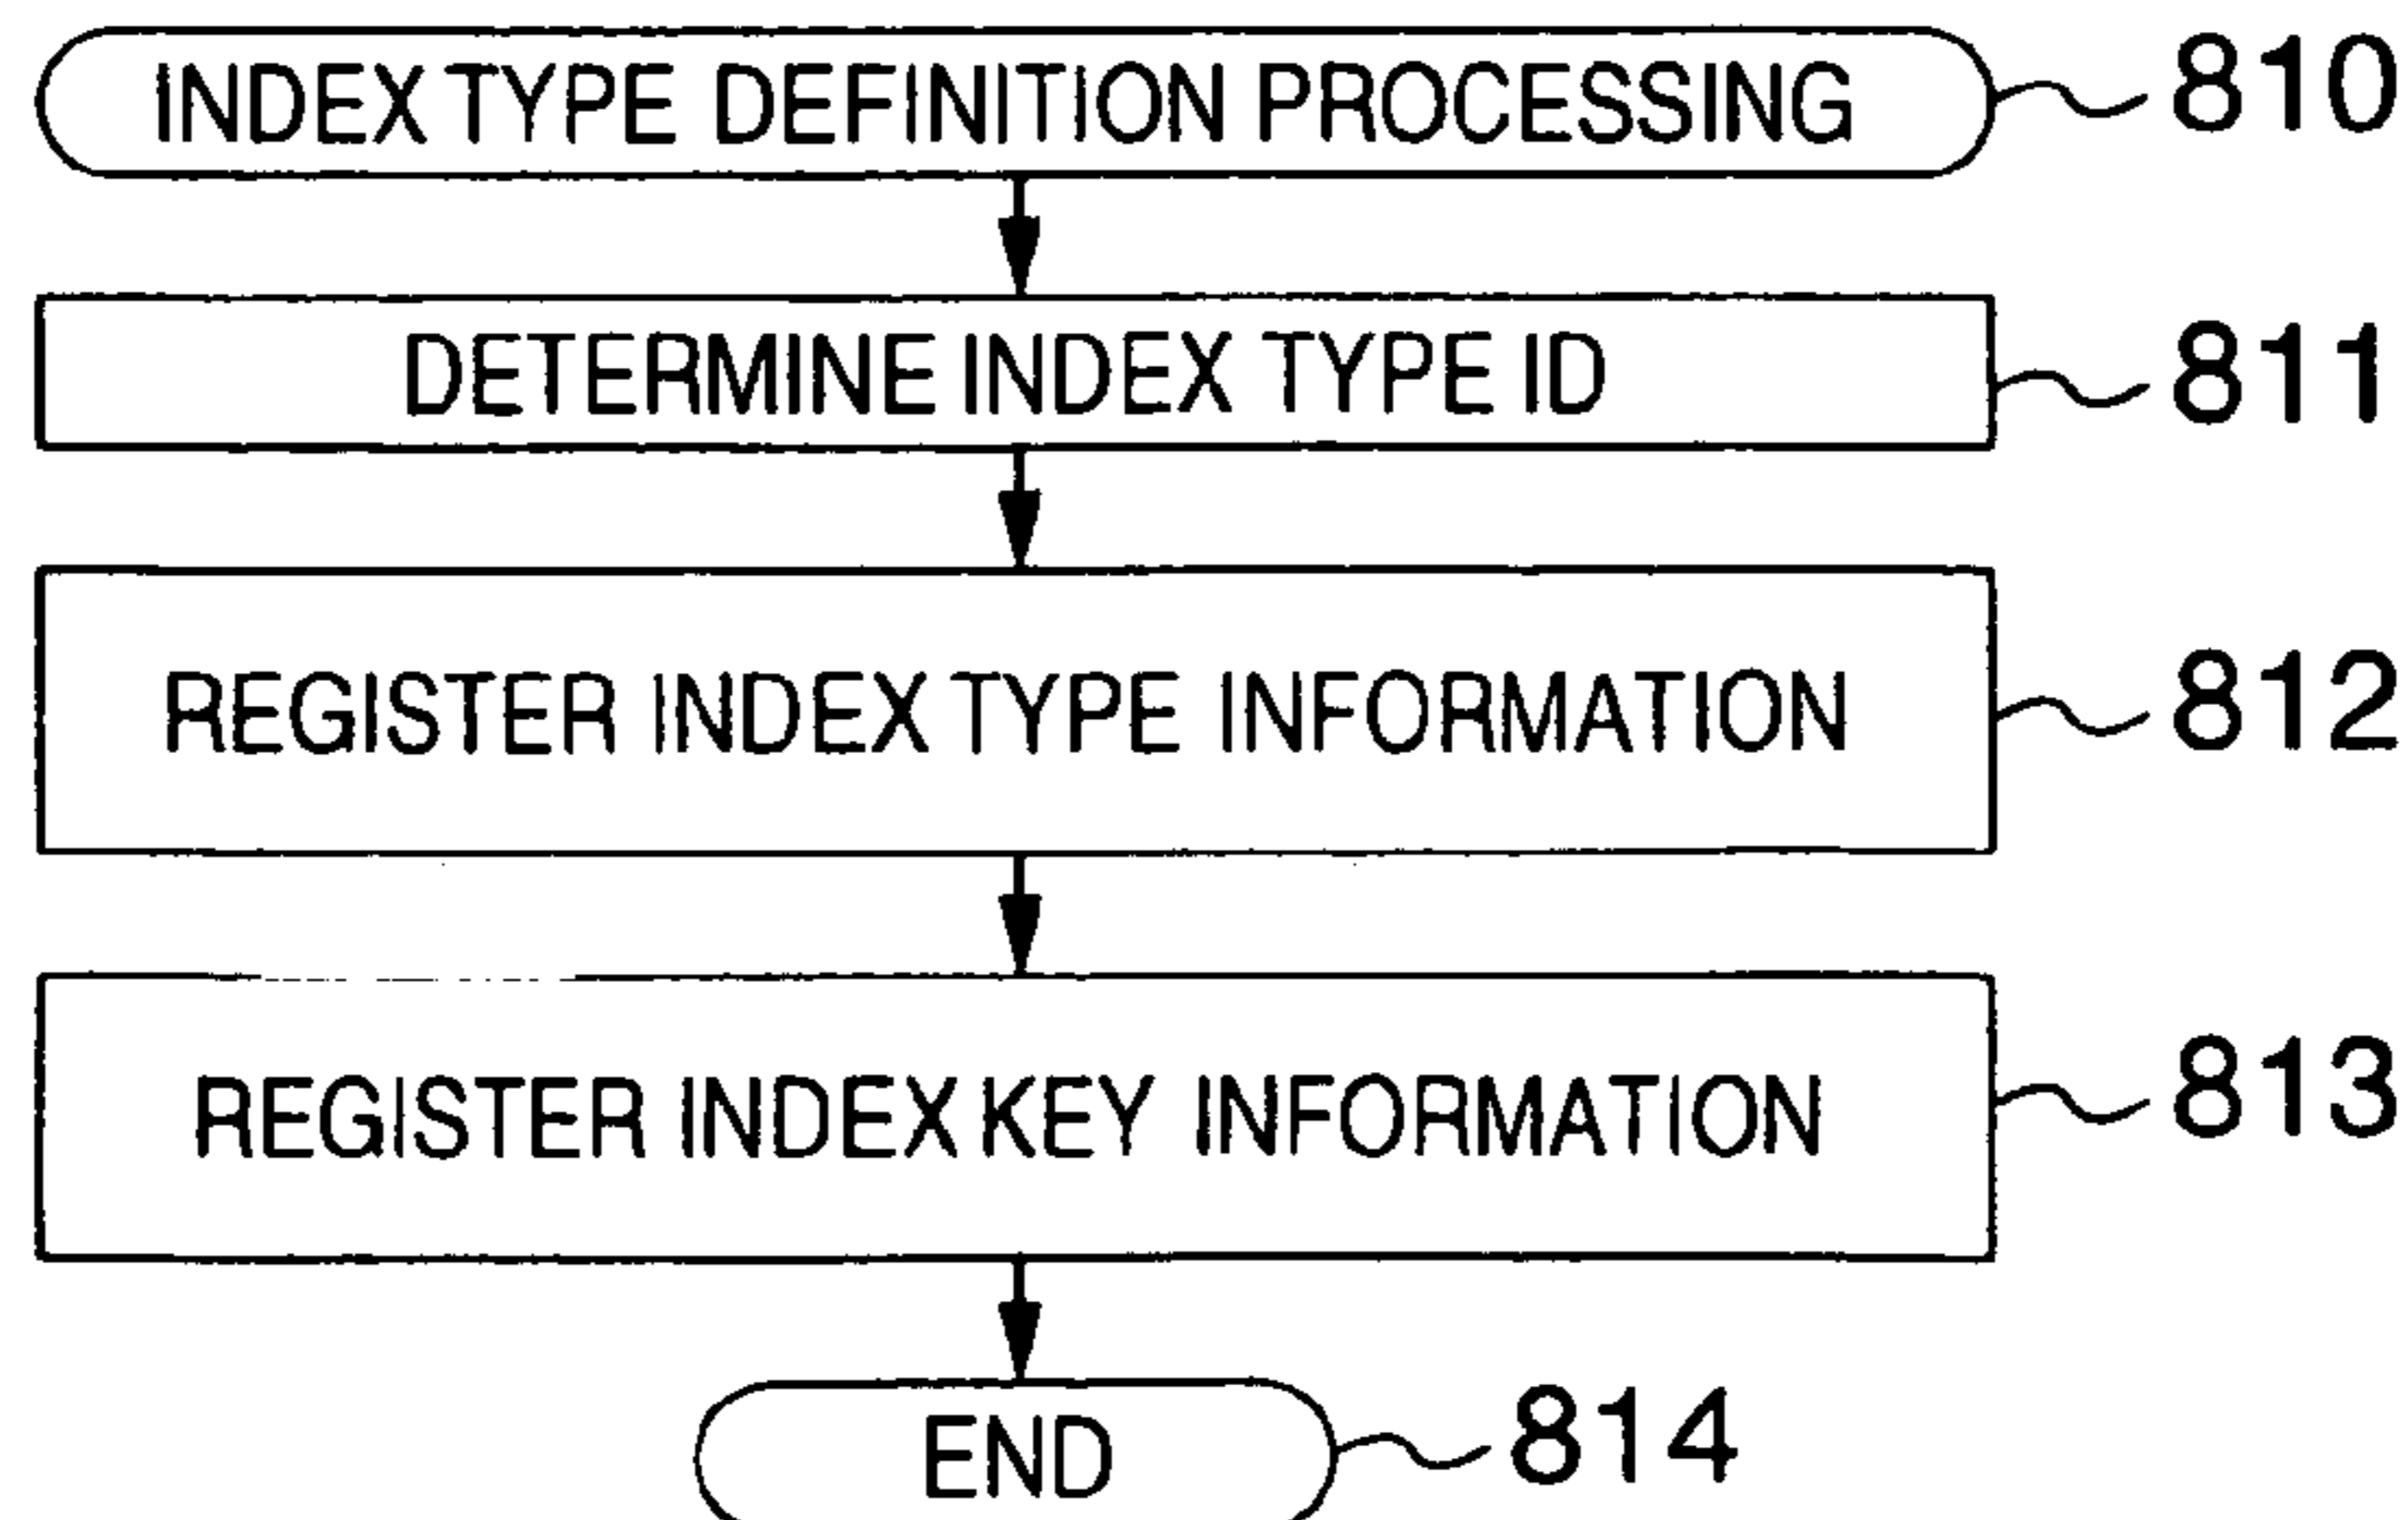 INDEX TYPE DEFINITION PROCESSING 810
DETERMINE INDEX TYPE ID 811
REGISTER INDEX TYPE INFORMATION 812
REGISTER INDEX KEY INFORMATION 813
END 814